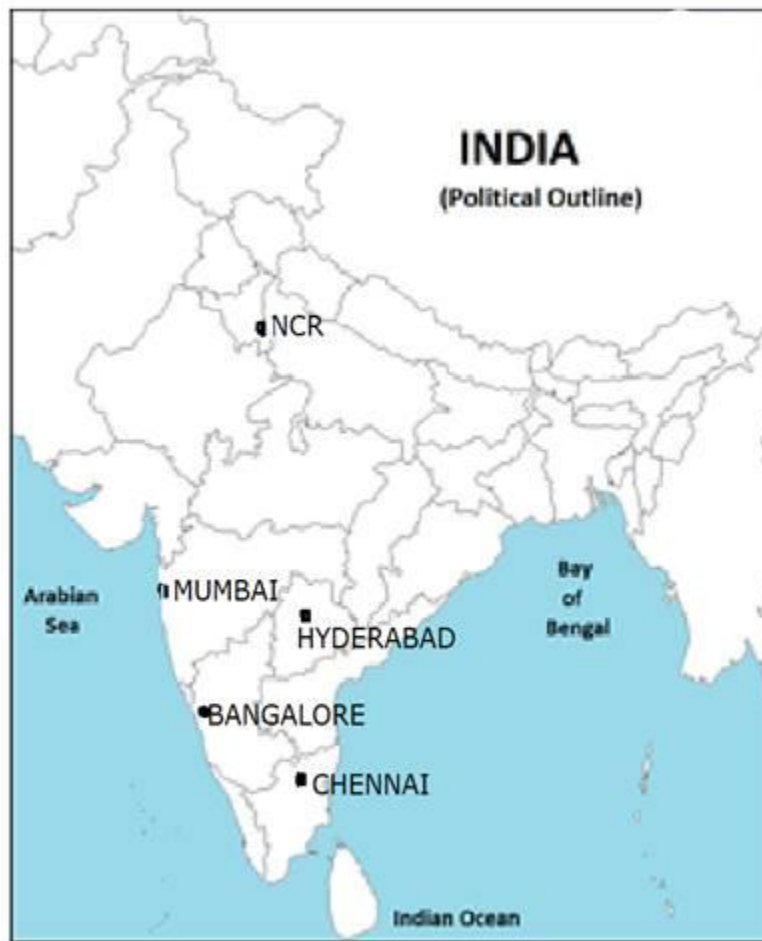 INDIA
(Political Outline)
NCR
MUMBAI
HYDERABAD
BANGALORE
CHENNAI
Arabian
Sea
Bay
of
Bengal
Indian Ocean